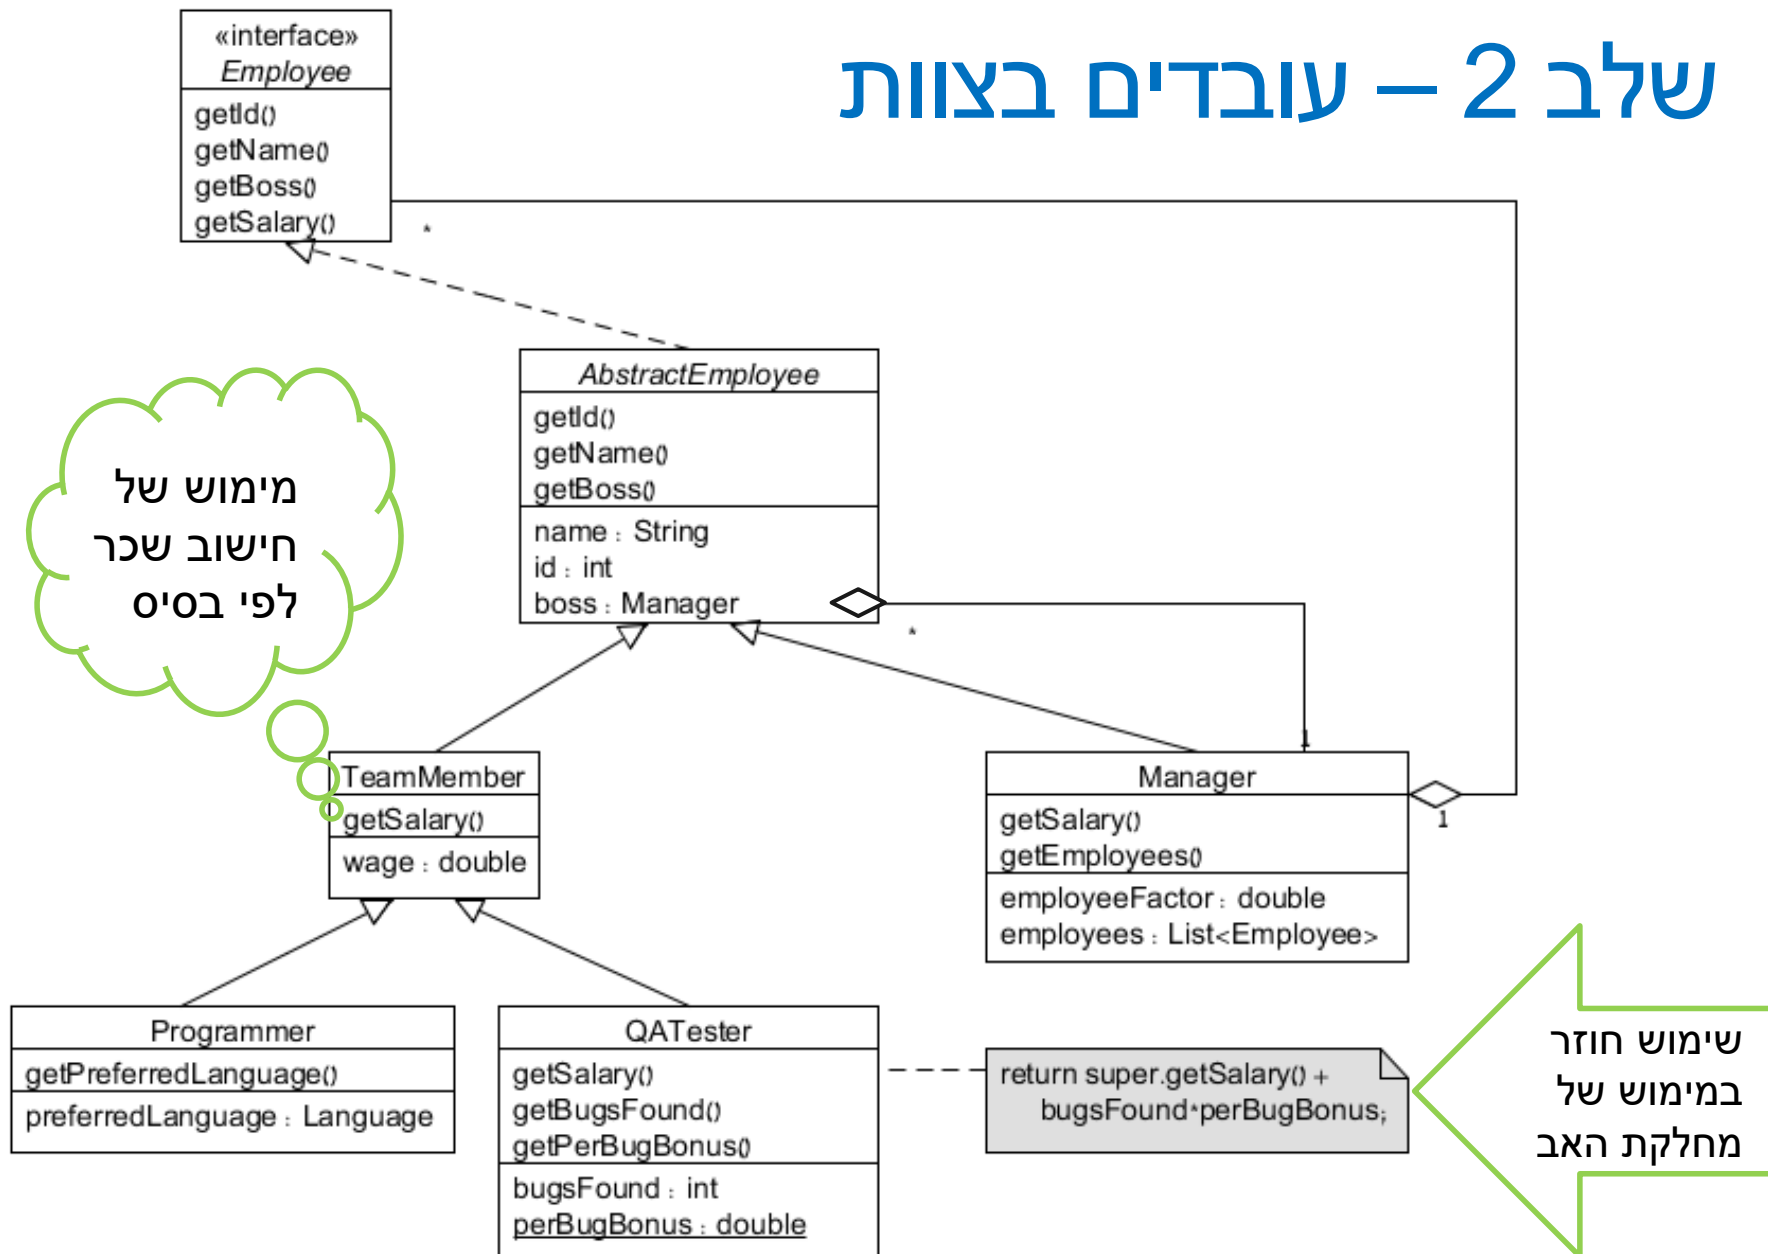 שלב 2 – עובדים בצוות
«interface»
Employee
getId()
getName()
getBoss()
getSalary()
*
AbstractEmployee
getId()
getName()
getBoss()
name : String
id : int
boss : Manager
*
מימוש של
חישוב שכר
לפי בסיס
TeamMember
getSalary()
wage : double
1
Manager
getSalary()
getEmployees()
employeeFactor : double
employees : List<Employee>
1
Programmer
getPreferredLanguage()
preferredLanguage : Language
QATester
getSalary()
getBugsFound()
getPerBugBonus()
bugsFound : int
perBugBonus : double
return super.getSalary() +
bugsFound*perBugBonus;
שימוש חוזר
במימוש של
מחלקת האב